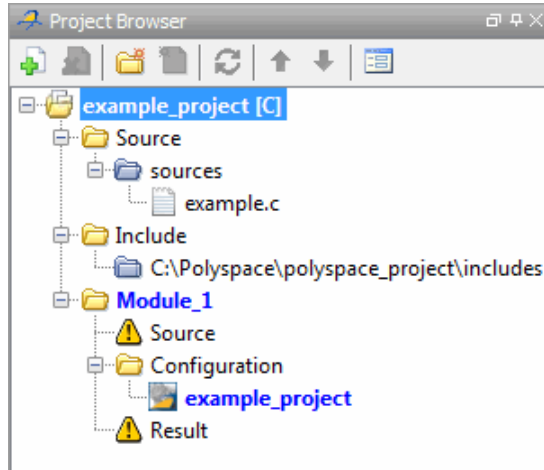 Project Browser
example_project [C]
Source
sources
example.c
Include
C:\Polyspace\polyspace_project\includes
Module_1
Source
Configuration
example_project
Result